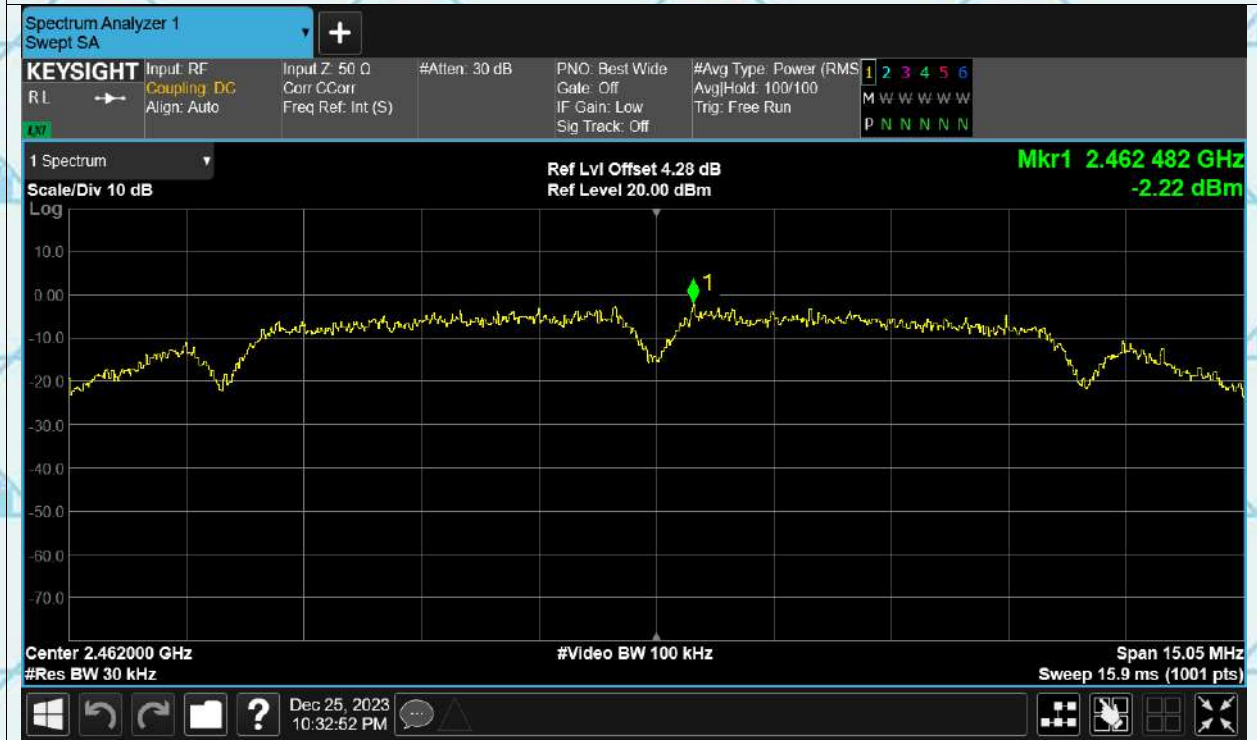 Spectrum Analyzer 1
Swept SA
+
KEYSIGHT
RL
LXI
Input: RF
Coupling: DC
Align: Auto
Input Z: 50 Ω
Corr CCorr
Freq Ref: Int (S)
#Atten: 30 dB
PNO: Best Wide
Gate: Off
IF Gain: Low
Sig Track: Off
#Avg Type: Power (RMS
Avg|Hold: 100/100
Trig: Free Run
1 2 3 4 5 6
M W W W W W
P N N N N N
1 Spectrum
Scale/Div 10 dB
Log
Ref Lvl Offset 4.28 dB
Ref Level 20.00 dBm
Mkr1 2.462 482 GHz
-2.22 dBm
10.0
0.00
-10.0
-20.0
-30.0
-40.0
-50.0
-60.0
-70.0
1
Center 2.462000 GHz
#Res BW 30 kHz
#Video BW 100 kHz
Span 15.05 MHz
Sweep 15.9 ms (1001 pts)
?
Dec 25, 2023
10:32:52 PM